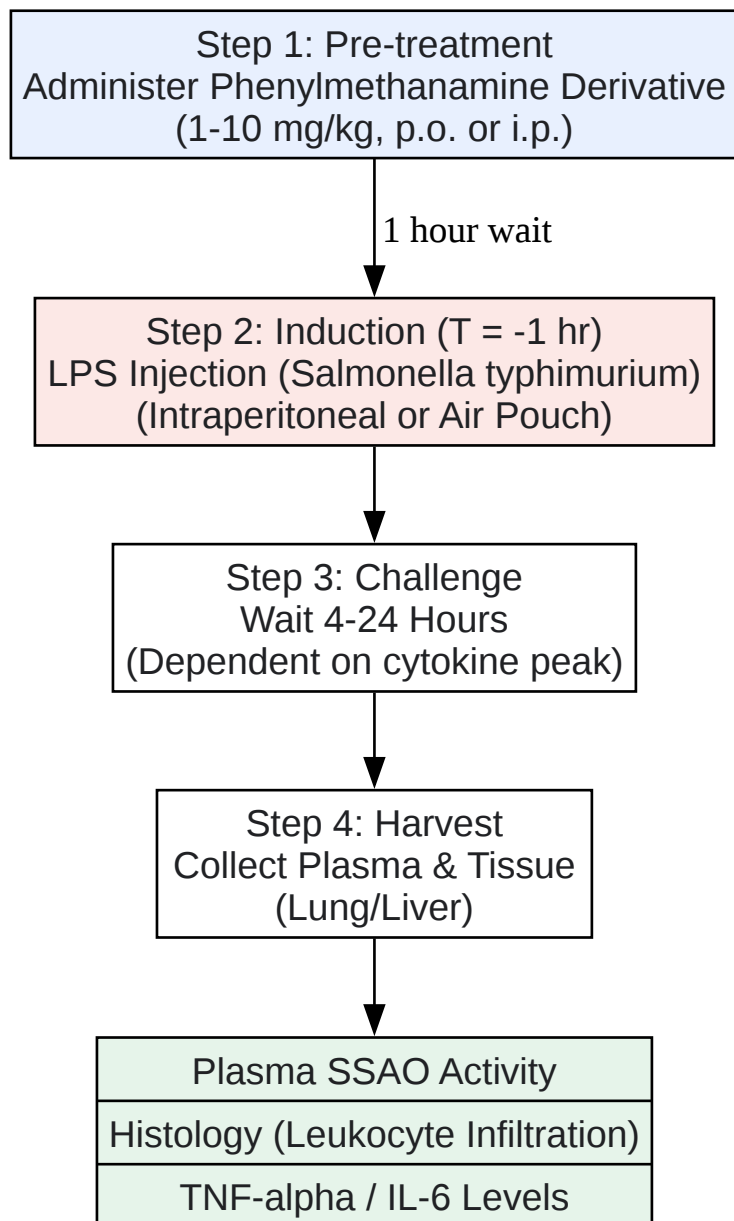 Step 1: Pre-treatment
Administer Phenylmethanamine Derivative
(1-10 mg/kg, p.o. or i.p.)
1 hour wait
Step 2: Induction (T = -1 hr)
LPS Injection (Salmonella typhimurium)
(Intraperitoneal or Air Pouch)
Step 3: Challenge
Wait 4-24 Hours
(Dependent on cytokine peak)
Step 4: Harvest
Collect Plasma & Tissue
(Lung/Liver)
Plasma SSAO Activity
Histology (Leukocyte Infiltration)
TNF-alpha / IL-6 Levels